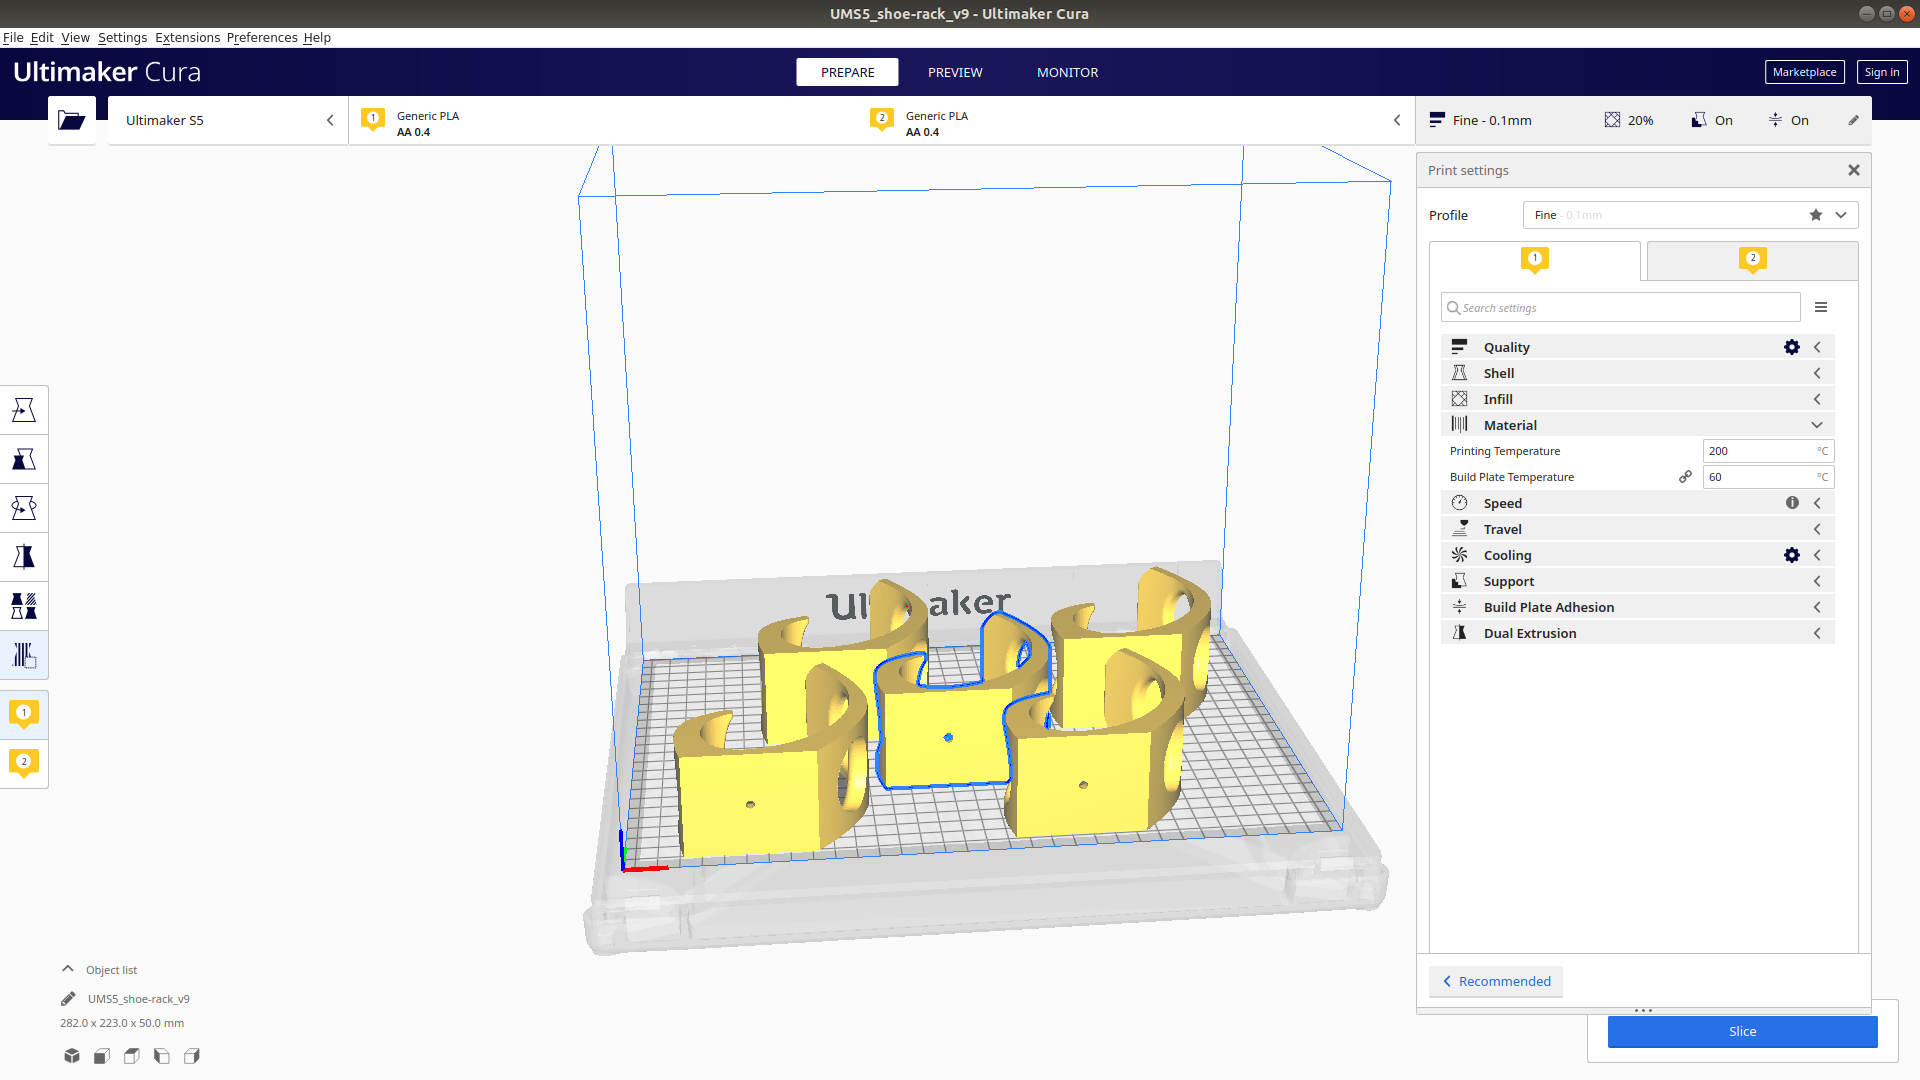 UMS5_shoe-rack_v9 - Ultimaker Cura
File Edit View Settings Extensions Preferences Help
Ultimaker Cura
PREPARE PREVIEW MONITOR
Marketplace Sign in
Ultimaker S5
1 Generic PLA
AA 0.4
2 Generic PLA
AA 0.4
Fine - 0.1mm 20% On On
Print settings
Profile Fine - 0.1mm
1 2
Search settings
Quality
Shell
Infill
Material
Printing Temperature 200 °C
Build Plate Temperature 60 °C
Speed
Travel
Cooling
Support
Build Plate Adhesion
Dual Extrusion
Ul aker
1
2
Object list
UMS5_shoe-rack_v9
282.0 x 223.0 x 50.0 mm
Recommended
Slice